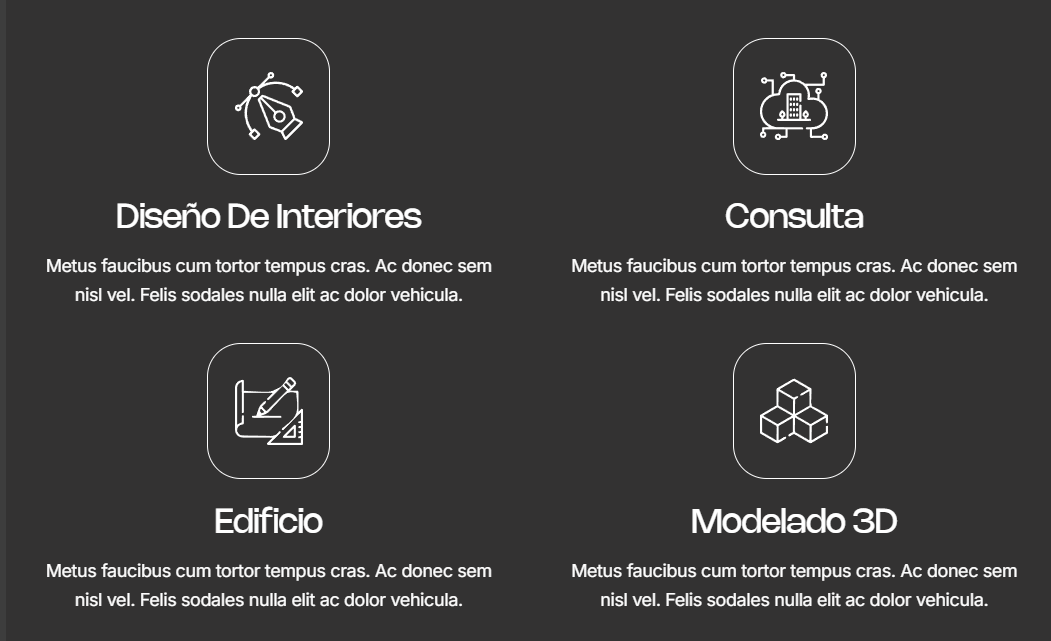 Diseño De Interiores
Metus faucibus cum tortor tempus cras. Ac donec sem
nisl vel. Felis sodales nulla elit ac dolor vehicula.
Consulta
Metus faucibus cum tortor tempus cras. Ac donec sem
nisl vel. Felis sodales nulla elit ac dolor vehicula.
Edificio
Metus faucibus cum tortor tempus cras. Ac donec sem
nisl vel. Felis sodales nulla elit ac dolor vehicula.
Modelado 3D
Metus faucibus cum tortor tempus cras. Ac donec sem
nisl vel. Felis sodales nulla elit ac dolor vehicula.